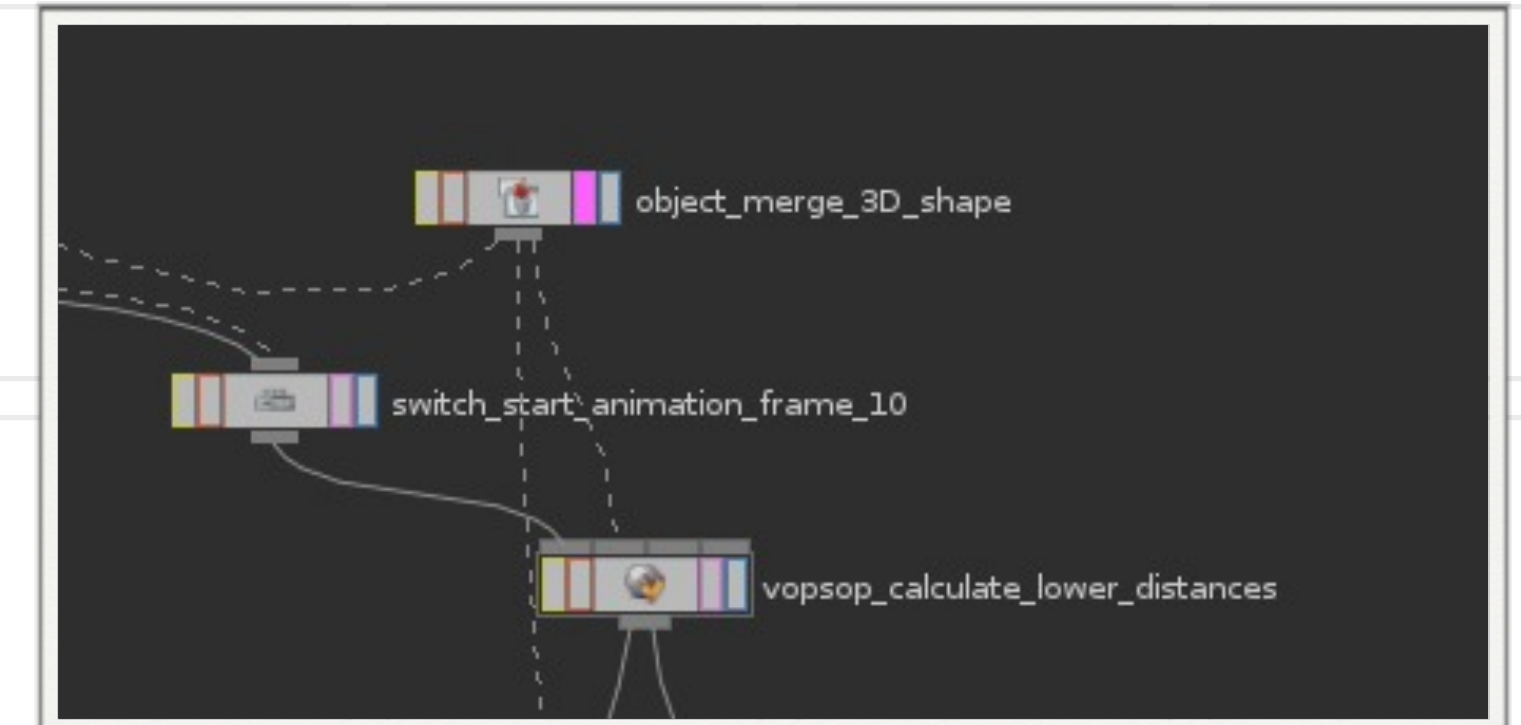 object_merge_3D_shape
switch_start_animation_frame_10
vopsop_calculate_lower_distances